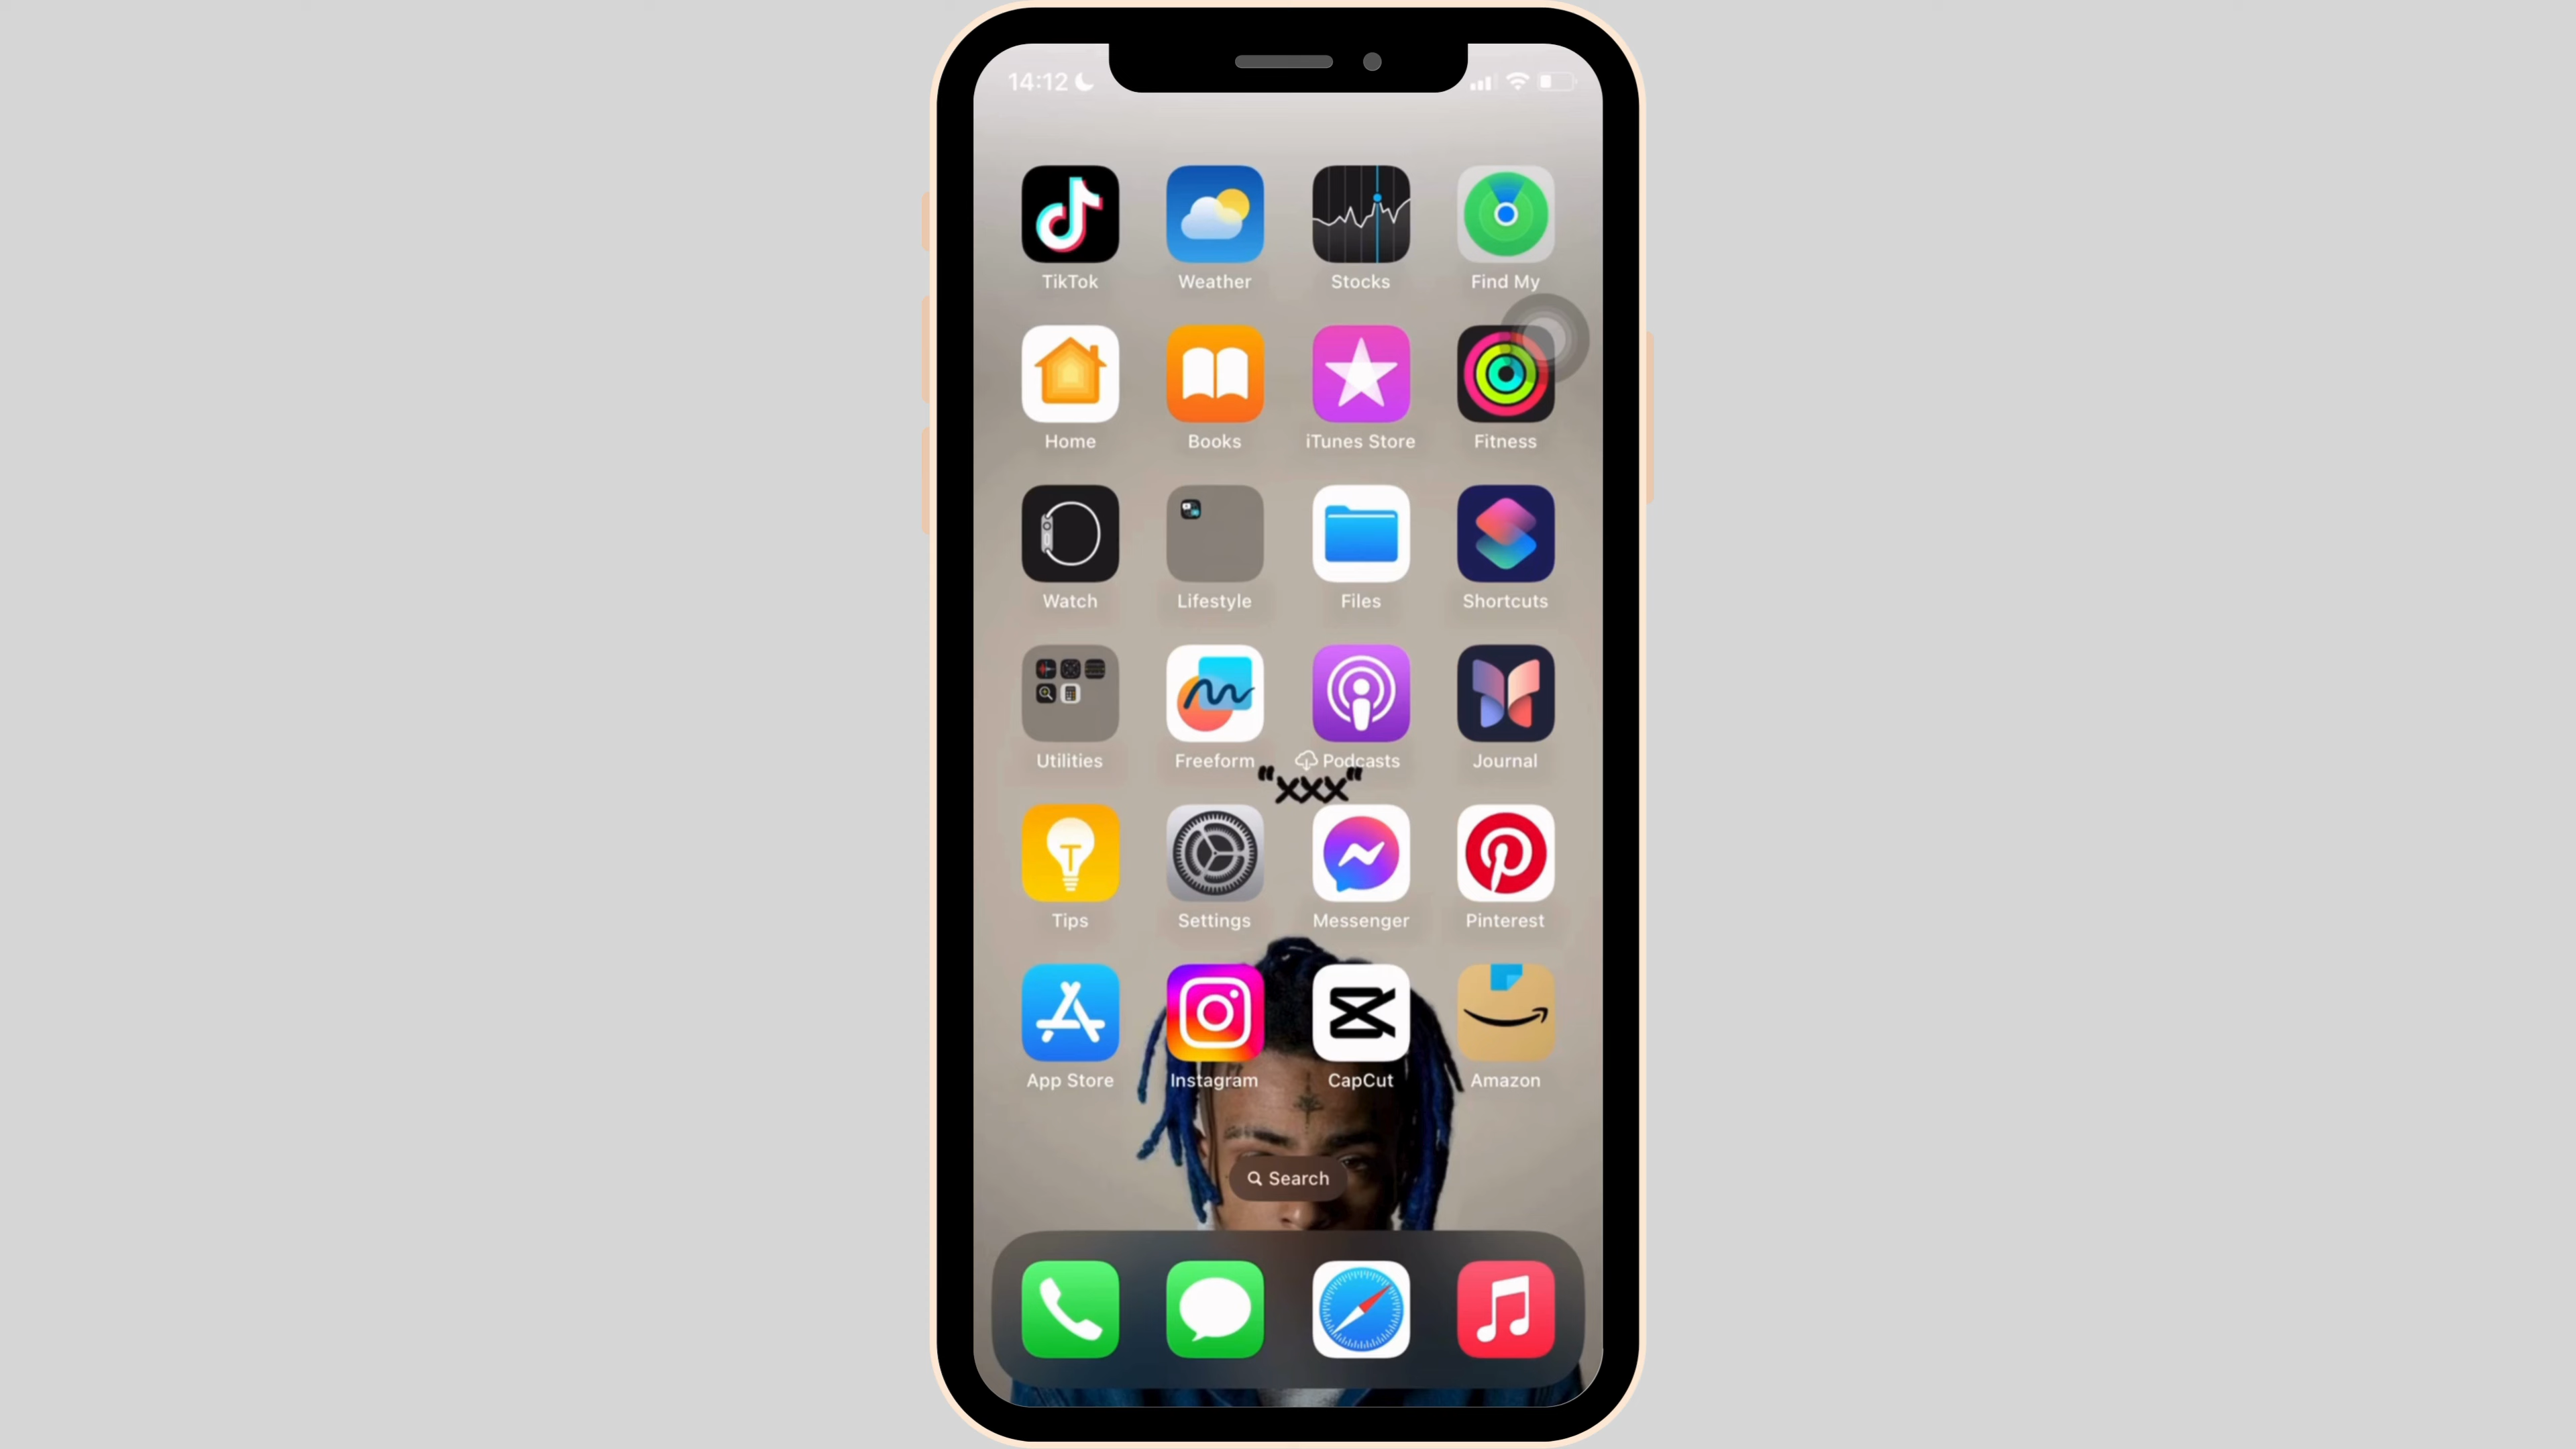 14:12
TikTok Weather Stocks Find My
Home Books iTunes Store Fitness
Watch Lifestyle Files Shortcuts
Utilities Freeform Podcasts Journal
"xxx"
Tips Settings Messenger Pinterest
App Store Instagram CapCut Amazon
Search